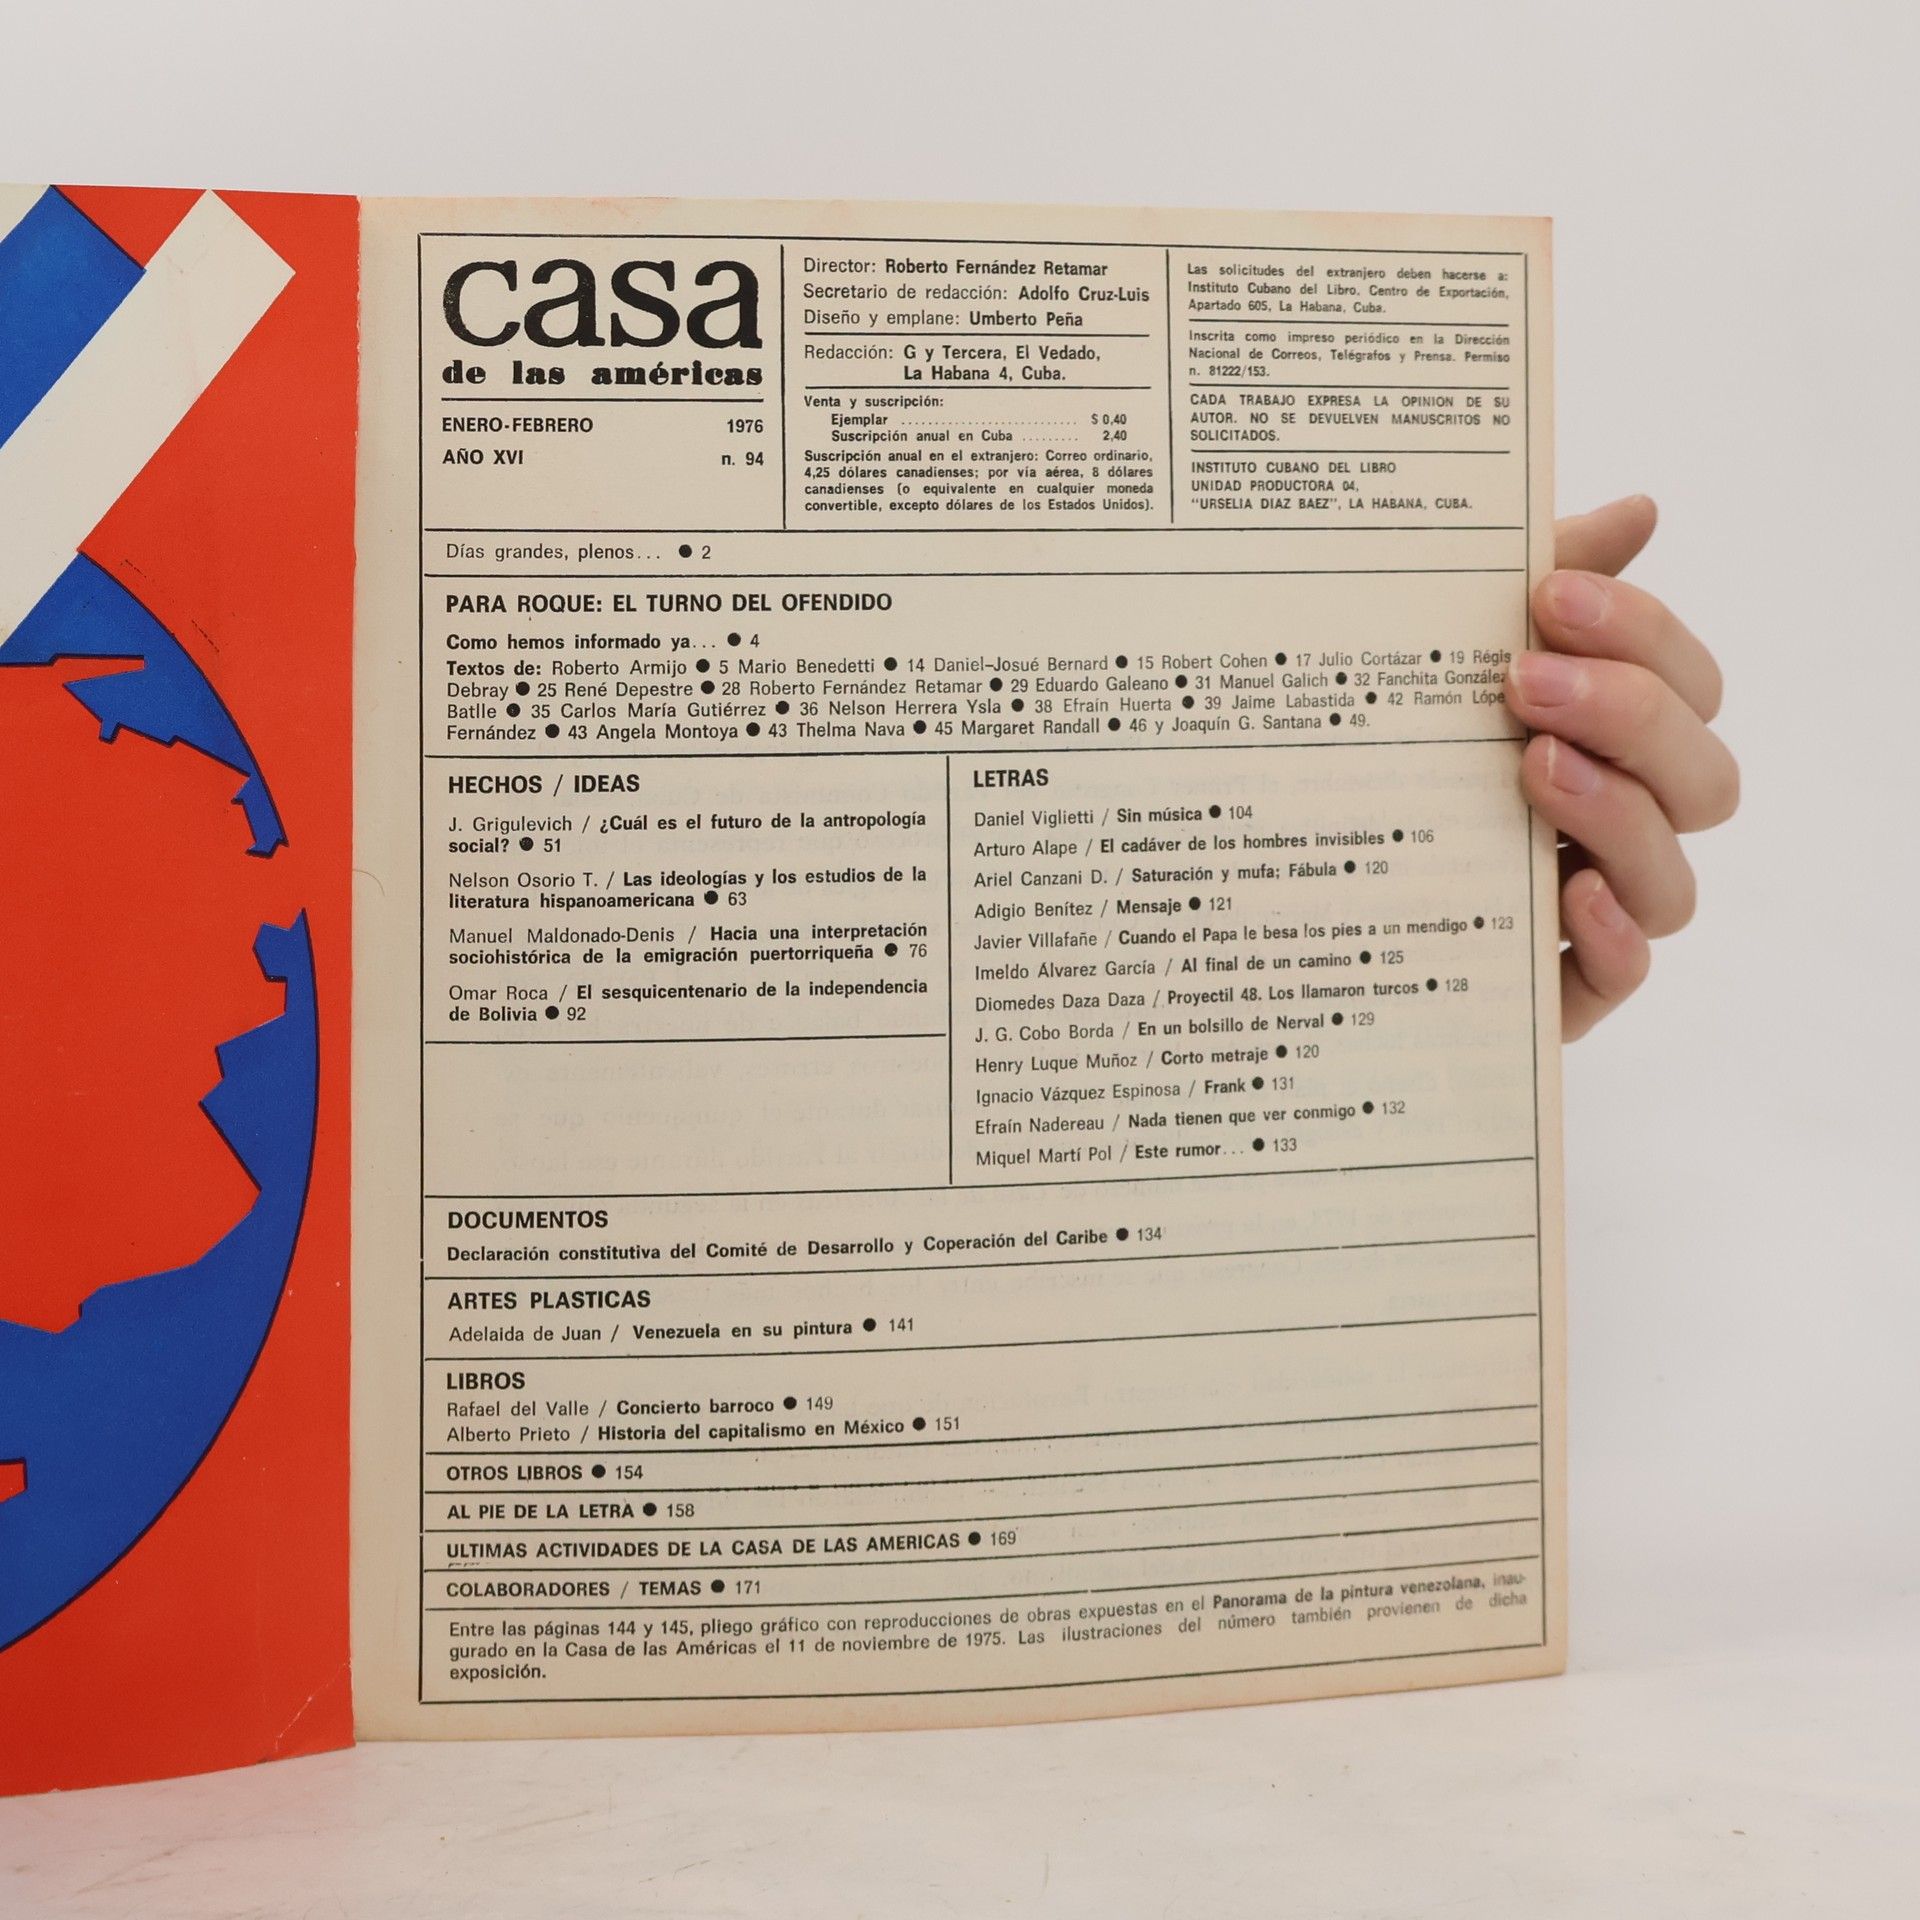 casa
de las américas
ENERO-FEBRERO 1976
AÑO XVI n. 94
Director: Roberto Fernández Retamar
Secretario de redacción: Adolfo Cruz-Luis
Diseño y emplane: Umberto Peña
Redacción: G y Tercera, El Vedado,
La Habana 4, Cuba.
Venta y suscripción:
Ejemplar .......................... $ 0,40
Suscripción anual en Cuba ......... 2,40
Suscripción anual en el extranjero: Correo ordinario,
4,25 dólares canadienses; por vía aérea, 8 dólares
canadienses (o equivalente en cualquier moneda
convertible, excepto dólares de los Estados Unidos).
Las solicitudes del extranjero deben hacerse a:
Instituto Cubano del Libro, Centro de Exportación,
Apartado 605, La Habana, Cuba.
Inscrita como impreso periódico en la Dirección
Nacional de Correos, Telégrafos y Prensa. Permiso
n. 81222/153.
CADA TRABAJO EXPRESA LA OPINION DE SU
AUTOR. NO SE DEVUELVEN MANUSCRITOS NO
SOLICITADOS.
INSTITUTO CUBANO DEL LIBRO
UNIDAD PRODUCTORA 04,
"URSELIA DIAZ BAEZ", LA HABANA, CUBA.
Días grandes, plenos... ● 2
PARA ROQUE: EL TURNO DEL OFENDIDO
Como hemos informado ya... ● 4
Textos de: Roberto Armijo ● 5 Mario Benedetti ● 14 Daniel-Josué Bernard ● 15 Robert Cohen ● 17 Julio Cortázar ● 19 Régis
Debray ● 25 René Depestre ● 28 Roberto Fernández Retamar ● 29 Eduardo Galeano ● 31 Manuel Galich ● 32 Fanchita González
Batlle ● 35 Carlos María Gutiérrez ● 36 Nelson Herrera Ysla ● 38 Efraín Huerta ● 39 Jaime Labastida ● 42 Ramón Lópe
Fernández ● 43 Angela Montoya ● 43 Thelma Nava ● 45 Margaret Randall ● 46 y Joaquín G. Santana ● 49.
HECHOS / IDEAS
J. Grigulevich / ¿Cuál es el futuro de la antropología
social? ● 51
Nelson Osorio T. / Las ideologías y los estudios de la
literatura hispanoamericana ● 63
Manuel Maldonado-Denis / Hacia una interpretación
sociohistórica de la emigración puertorriqueña ● 76
Omar Roca / El sesquicentenario de la independencia
de Bolivia ● 92
LETRAS
Daniel Viglietti / Sin música ● 104
Arturo Alape / El cadáver de los hombres invisibles ● 106
Ariel Canzani D. / Saturación y mufa; Fábula ● 120
Adigio Benítez / Mensaje ● 121
Javier Villafañe / Cuando el Papa le besa los pies a un mendigo ● 123
Imeldo Álvarez García / Al final de un camino ● 125
Diomedes Daza Daza / Proyectil 48. Los llamaron turcos ● 128
J. G. Cobo Borda / En un bolsillo de Nerval ● 129
Henry Luque Muñoz / Corto metraje ● 120
Ignacio Vázquez Espinosa / Frank ● 131
Efraín Nadereau / Nada tienen que ver conmigo ● 132
Miquel Martí Pol / Este rumor... ● 133
DOCUMENTOS
Declaración constitutiva del Comité de Desarrollo y Coperación del Caribe ● 134
ARTES PLASTICAS
Adelaida de Juan / Venezuela en su pintura ● 141
LIBROS
Rafael del Valle / Concierto barroco ● 149
Alberto Prieto / Historia del capitalismo en México ● 151
OTROS LIBROS ● 154
AL PIE DE LA LETRA ● 158
ULTIMAS ACTIVIDADES DE LA CASA DE LAS AMERICAS ● 169
COLABORADORES / TEMAS ● 171
Entre las páginas 144 y 145, pliego gráfico con reproducciones de obras expuestas en el Panorama de la pintura venezolana, inau-
gurado en la Casa de las Américas el 11 de noviembre de 1975. Las ilustraciones del número también provienen de dicha
exposición.